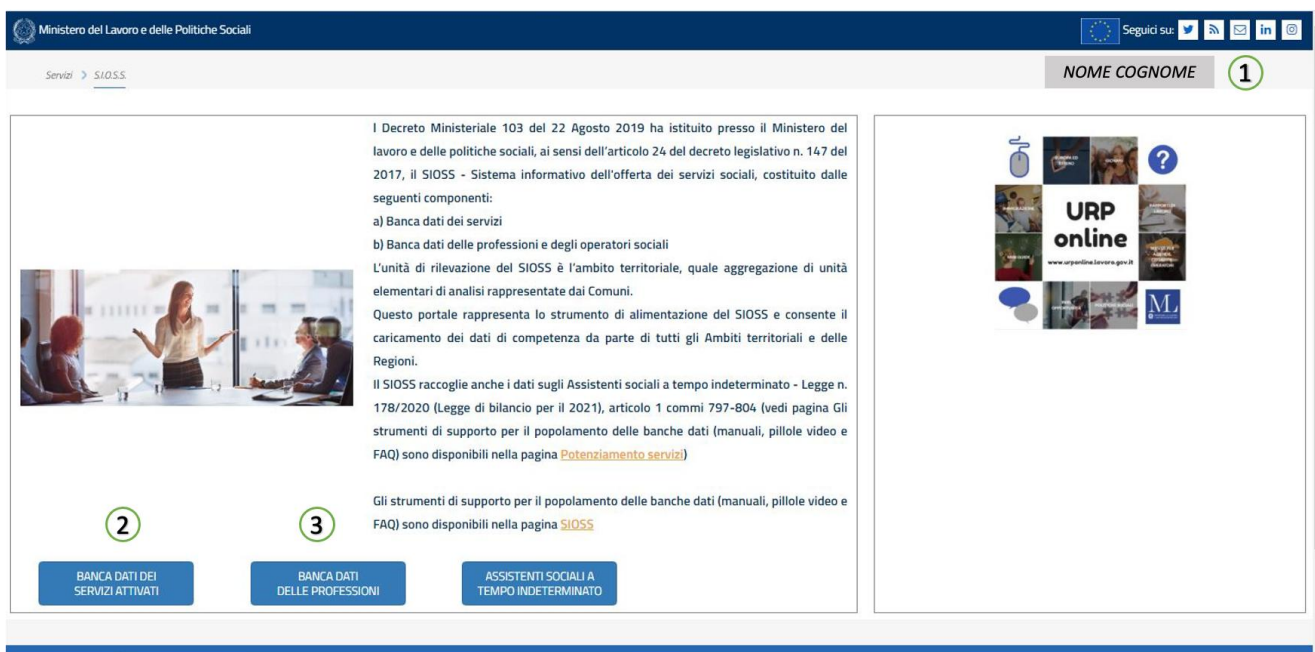 Ministero del Lavoro e delle Politiche Sociali
Seguici su:
Servizi > S.I.O.S.S.
NOME COGNOME
1
I Decreto Ministeriale 103 del 22 Agosto 2019 ha istituito presso il Ministero del
lavoro e delle politiche sociali, ai sensi dell'articolo 24 del decreto legislativo n. 147 del
2017, il SIOSS - Sistema informativo dell'offerta dei servizi sociali, costituito dalle
seguenti componenti:
a) Banca dati dei servizi
b) Banca dati delle professioni e degli operatori sociali
L'unità di rilevazione del SIOSS è l'ambito territoriale, quale aggregazione di unità
elementari di analisi rappresentate dai Comuni.
Questo portale rappresenta lo strumento di alimentazione del SIOSS e consente il
caricamento dei dati di competenza da parte di tutti gli Ambiti territoriali e delle
Regioni.
Il SIOSS raccoglie anche i dati sugli Assistenti sociali a tempo indeterminato - Legge n.
178/2020 (Legge di bilancio per il 2021), articolo 1 commi 797-804 (vedi pagina Gli
strumenti di supporto per il popolamento delle banche dati (manuali, pillole video e
FAQ) sono disponibili nella pagina Potenziamento servizi)
Gli strumenti di supporto per il popolamento delle banche dati (manuali, pillole video e
FAQ) sono disponibili nella pagina SIOSS
2
3
BANCA DATI DEI
SERVIZI ATTIVATI
BANCA DATI
DELLE PROFESSIONI
ASSISTENTI SOCIALI A
TEMPO INDETERMINATO
URP
online
www.urponline.lavoro.gov.it